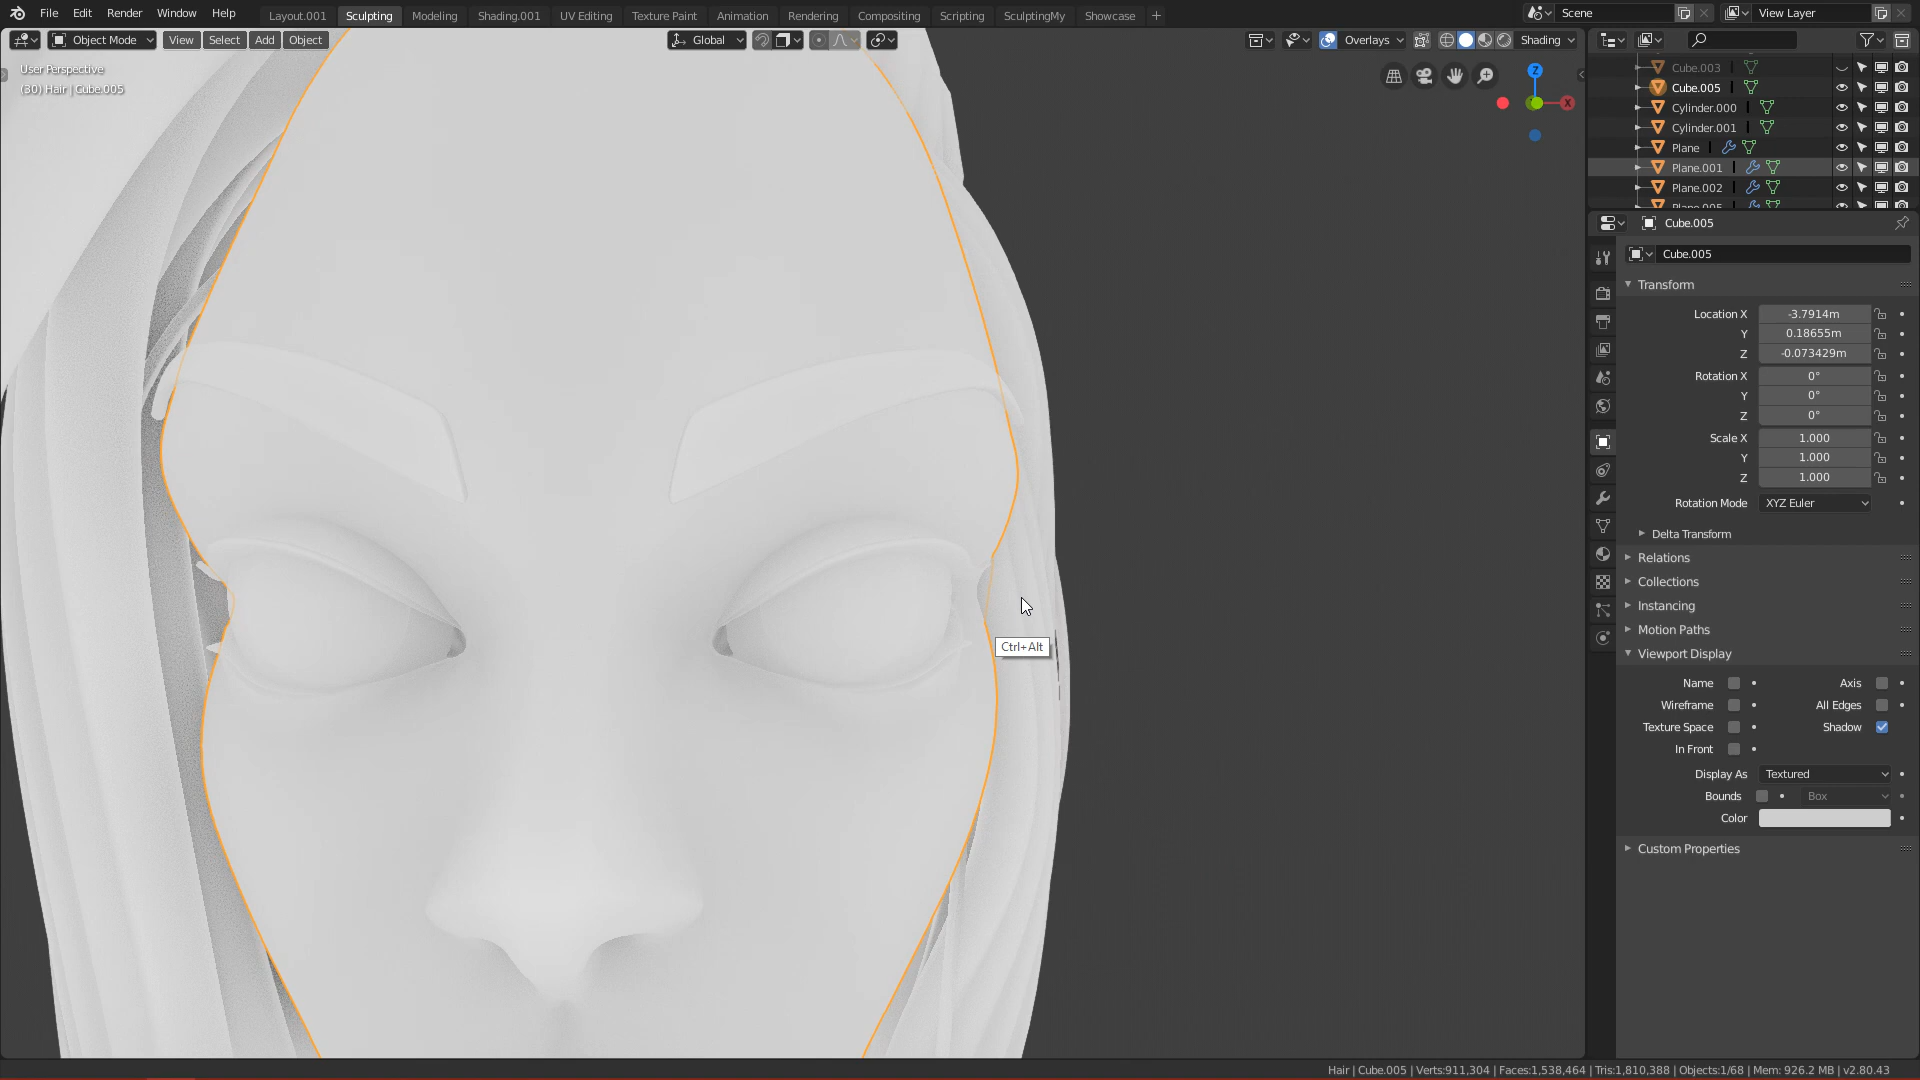 File Edit Render Window Help Layout.001 Sculpting Modeling Shading.001 UV Editing Texture Paint Animation Rendering Compositing Scripting SculptingMy Showcase + Scene View Layer
Object Mode View Select Add Object Global Overlays Shading
User Perspective
(30) Hair | Cube.005
Z
X
Ctrl+Alt
Cube.003
Cube.005
Cylinder.000
Cylinder.001
Plane
Plane.001
Plane.002
Plane.005
Cube.005
Cube.005
Transform
Location X -3.7914m
Y 0.18655m
Z -0.073429m
Rotation X 0°
Y 0°
Z 0°
Scale X 1.000
Y 1.000
Z 1.000
Rotation Mode XYZ Euler
Delta Transform
Relations
Collections
Instancing
Motion Paths
Viewport Display
Name Axis
Wireframe All Edges
Texture Space Shadow
In Front
Display As Textured
Bounds Box
Color
Custom Properties
Hair | Cube.005 | Verts:911,304 | Faces:1,538,464 | Tris:1,810,388 | Objects:1/68 | Mem: 926.2 MB | v2.80.43